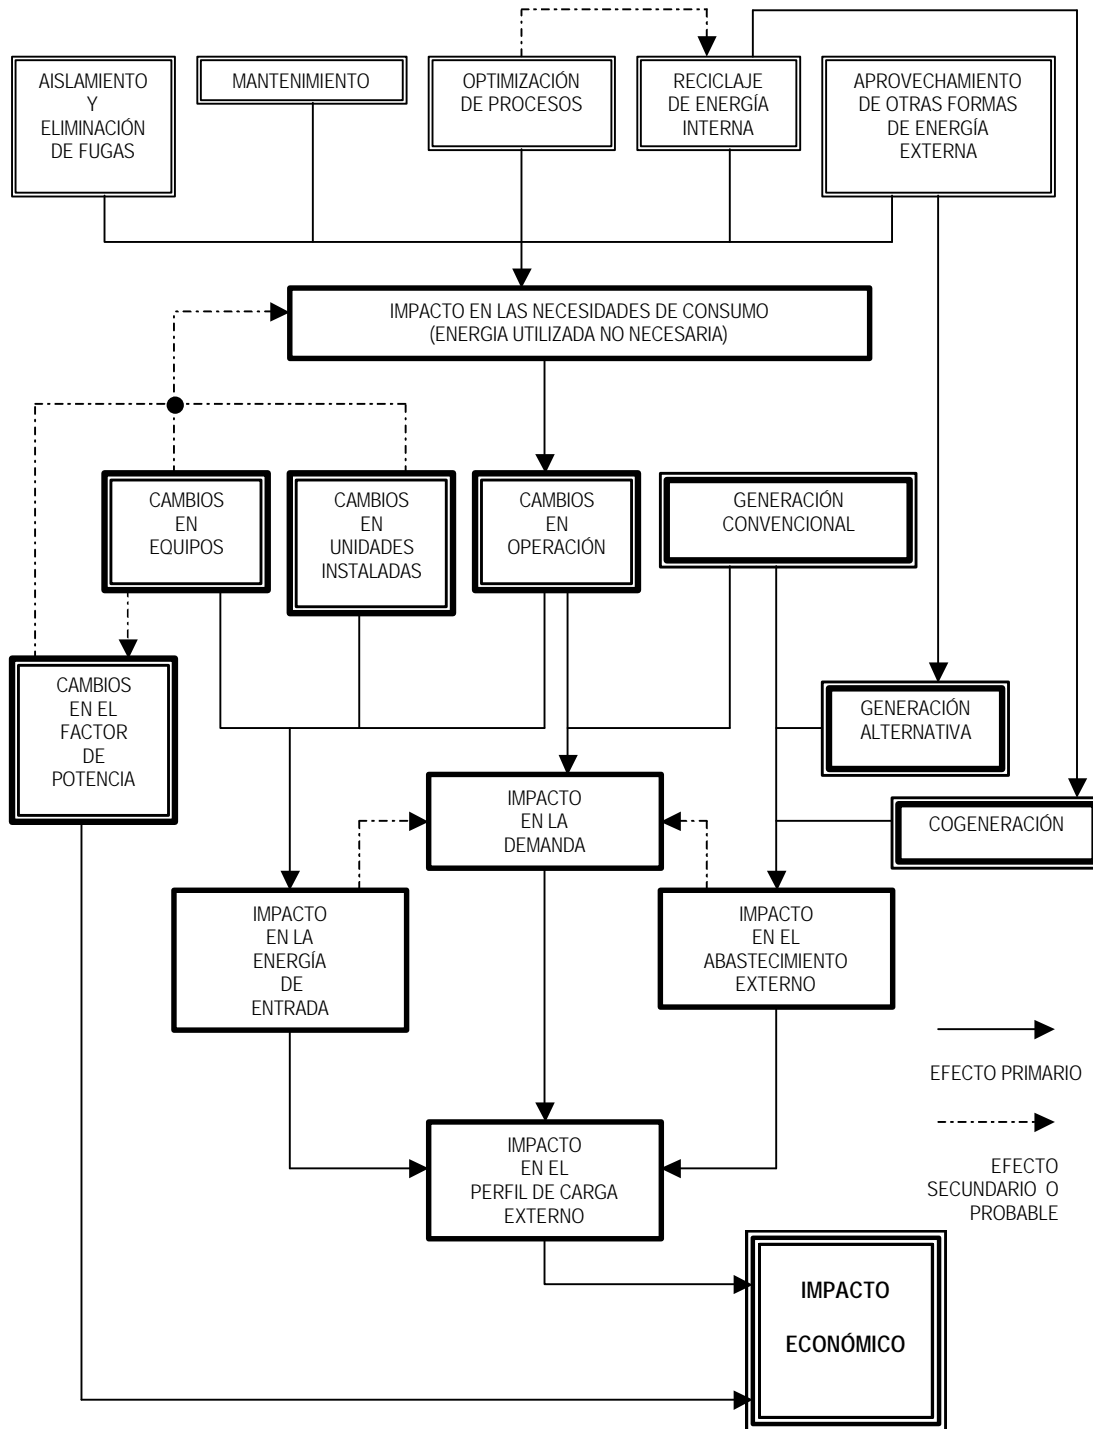 AISLAMIENTO
Y
ELIMINACIÓN
DE FUGAS
MANTENIMIENTO
OPTIMIZACIÓN
DE PROCESOS
RECICLAJE
DE ENERGÍA
INTERNA
APROVECHAMIENTO
DE OTRAS FORMAS
DE ENERGÍA
EXTERNA
IMPACTO EN LAS NECESIDADES DE CONSUMO
(ENERGIA UTILIZADA NO NECESARIA)
CAMBIOS
EN
EQUIPOS
CAMBIOS
EN
UNIDADES
INSTALADAS
CAMBIOS
EN
OPERACIÓN
GENERACIÓN
CONVENCIONAL
CAMBIOS
EN EL
FACTOR
DE
POTENCIA
GENERACIÓN
ALTERNATIVA
IMPACTO
EN LA
DEMANDA
COGENERACIÓN
IMPACTO
EN LA
ENERGÍA
DE
ENTRADA
IMPACTO
EN EL
ABASTECIMIENTO
EXTERNO
EFECTO PRIMARIO
IMPACTO
EN EL
PERFIL DE CARGA
EXTERNO
EFECTO
SECUNDARIO O
PROBABLE
IMPACTO
ECONÓMICO